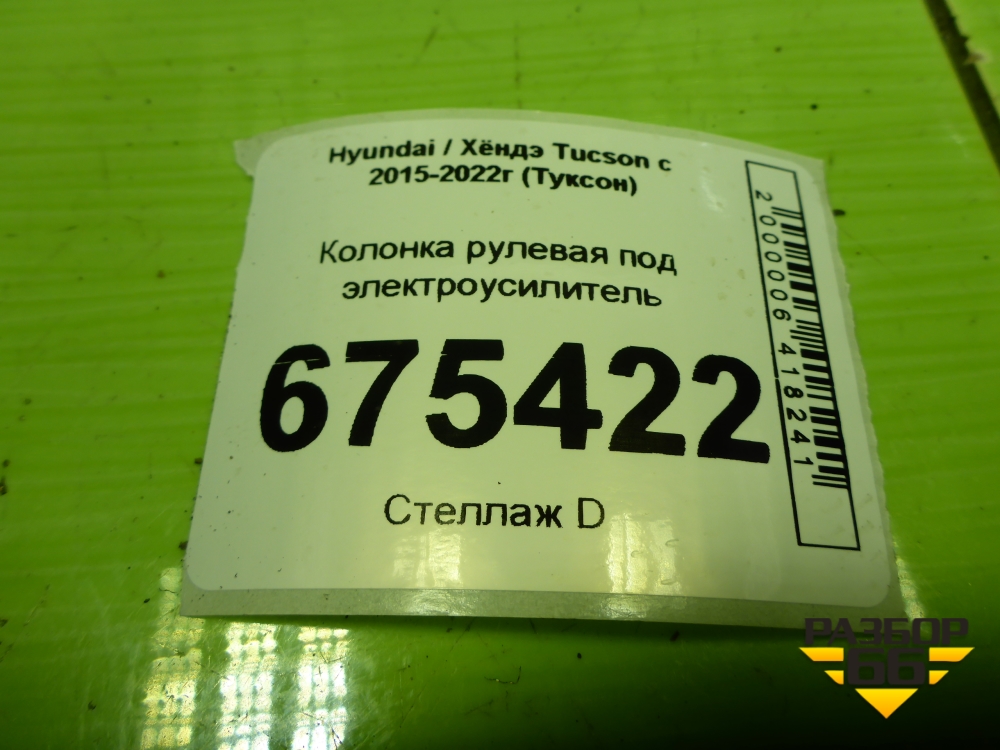 Hyundai / Хёндэ Tucson с
2015-2022г (Туксон)
Колонка рулевая под
электроусилитель
675422
Стеллаж D
2000006418241
РАЗБОР
66